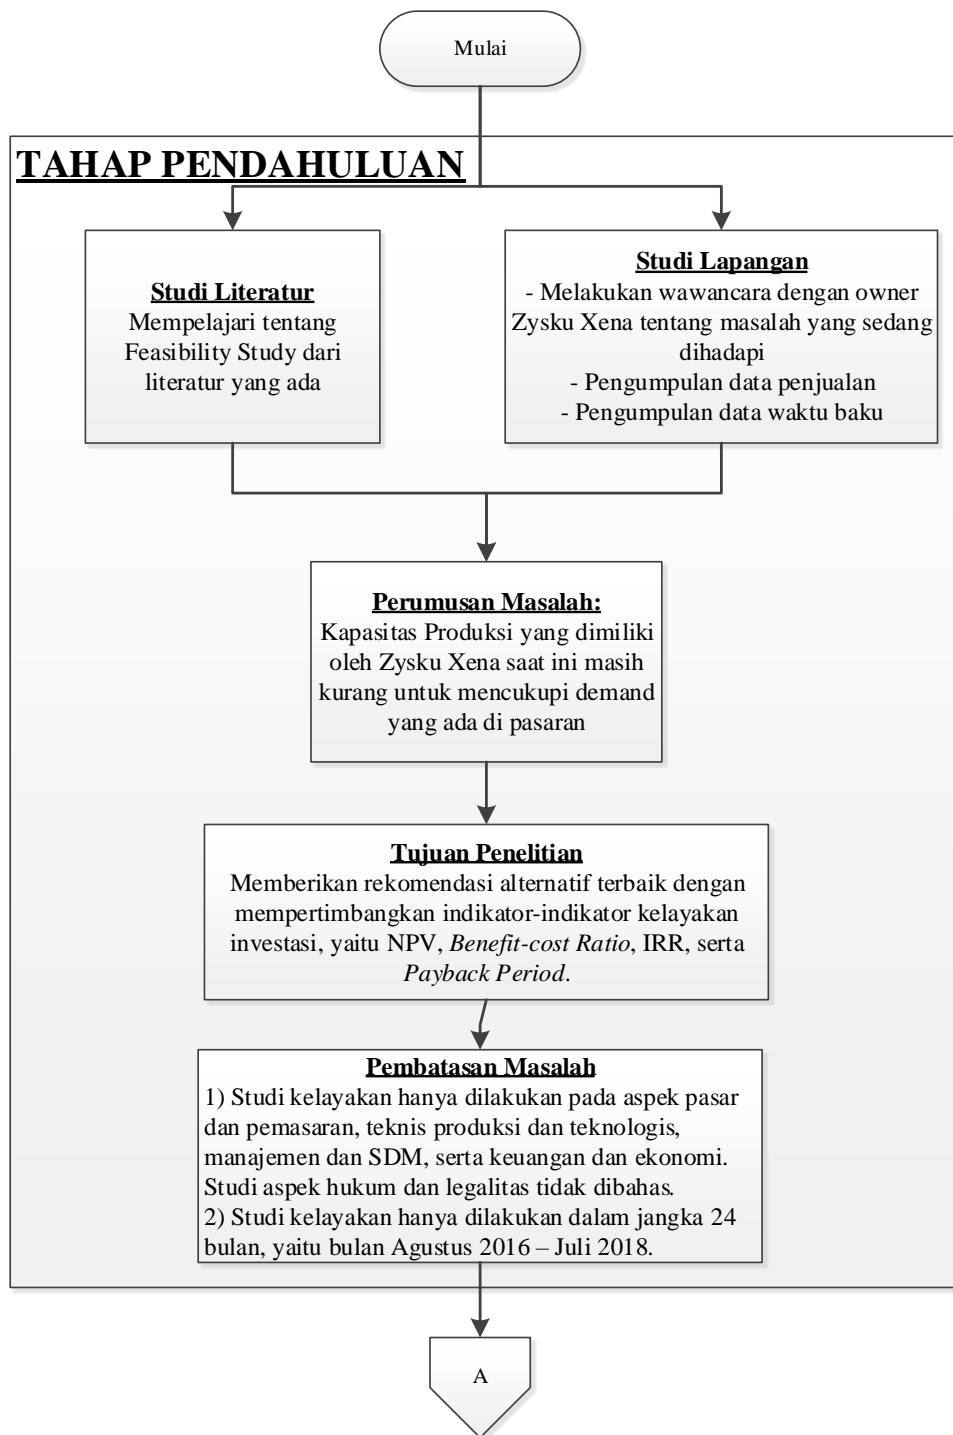 Mulai
TAHAP PENDAHULUAN
Studi Literatur
Mempelajari tentang
Feasibility Study dari
literatur yang ada
Studi Lapangan
- Melakukan wawancara dengan owner
Zysku Xena tentang masalah yang sedang
dihadapi
- Pengumpulan data penjualan
- Pengumpulan data waktu baku
Perumusan Masalah:
Kapasitas Produksi yang dimiliki
oleh Zysku Xena saat ini masih
kurang untuk mencukupi demand
yang ada di pasaran
Tujuan Penelitian
Memberikan rekomendasi alternatif terbaik dengan
mempertimbangkan indikator-indikator kelayakan
investasi, yaitu NPV, Benefit-cost Ratio, IRR, serta
Payback Period.
Pembatasan Masalah
1) Studi kelayakan hanya dilakukan pada aspek pasar
dan pemasaran, teknis produksi dan teknologis,
manajemen dan SDM, serta keuangan dan ekonomi.
Studi aspek hukum dan legalitas tidak dibahas.
2) Studi kelayakan hanya dilakukan dalam jangka 24
bulan, yaitu bulan Agustus 2016 – Juli 2018.
A